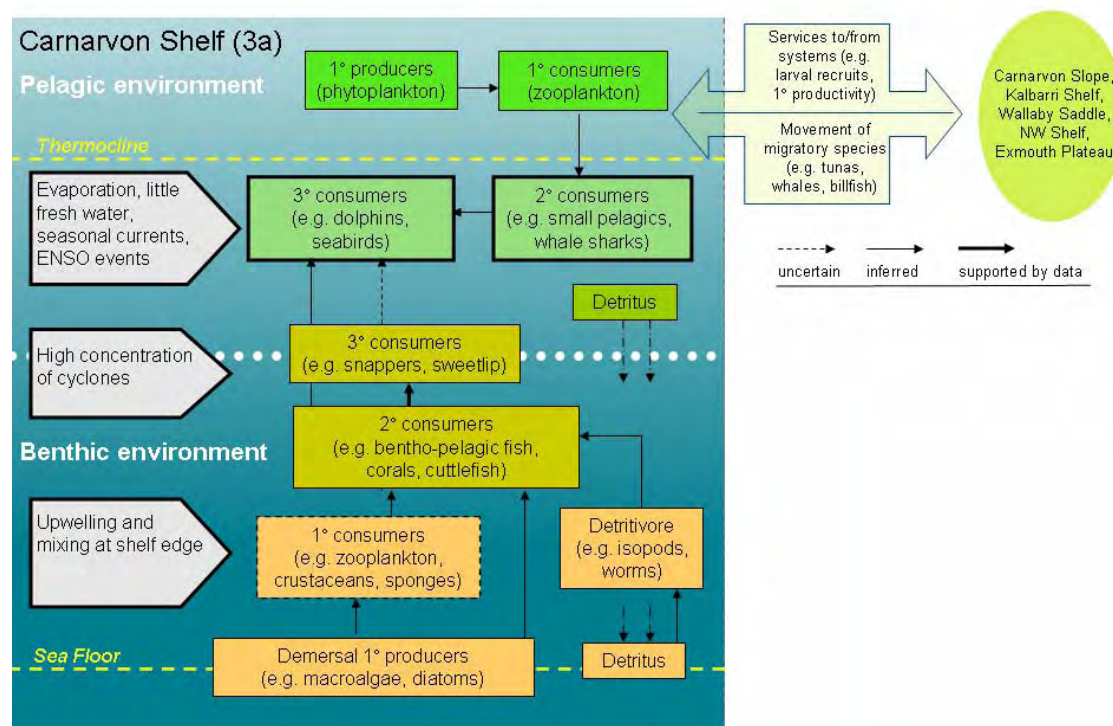 Carnarvon Shelf (3a)
Pelagic environment
1° producers
(phytoplankton)
1° consumers
(zooplankton)
Services to/from
systems (e.g.
larval recruits,
1° productivity)
Movement of
migratory species
(e.g. tunas,
whales, billfish)
Carnarvon Slope,
Kalbarri Shelf,
Wallaby Saddle,
NW Shelf,
Exmouth Plateau
Thermocline
Evaporation, little
fresh water,
seasonal currents,
ENSO events
3° consumers
(e.g. dolphins,
seabirds)
2° consumers
(e.g. small pelagics,
whale sharks)
uncertain
inferred
supported by data
Detritus
High concentration
of cyclones
3° consumers
(e.g. snappers, sweetlip)
Benthic environment
2° consumers
(e.g. bentho-pelagic fish,
corals, cuttlefish)
Upwelling and
mixing at shelf edge
1° consumers
(e.g. zooplankton,
crustaceans, sponges)
Detritivore
(e.g. isopods,
worms)
Sea Floor
Demersal 1° producers
(e.g. macroalgae, diatoms)
Detritus